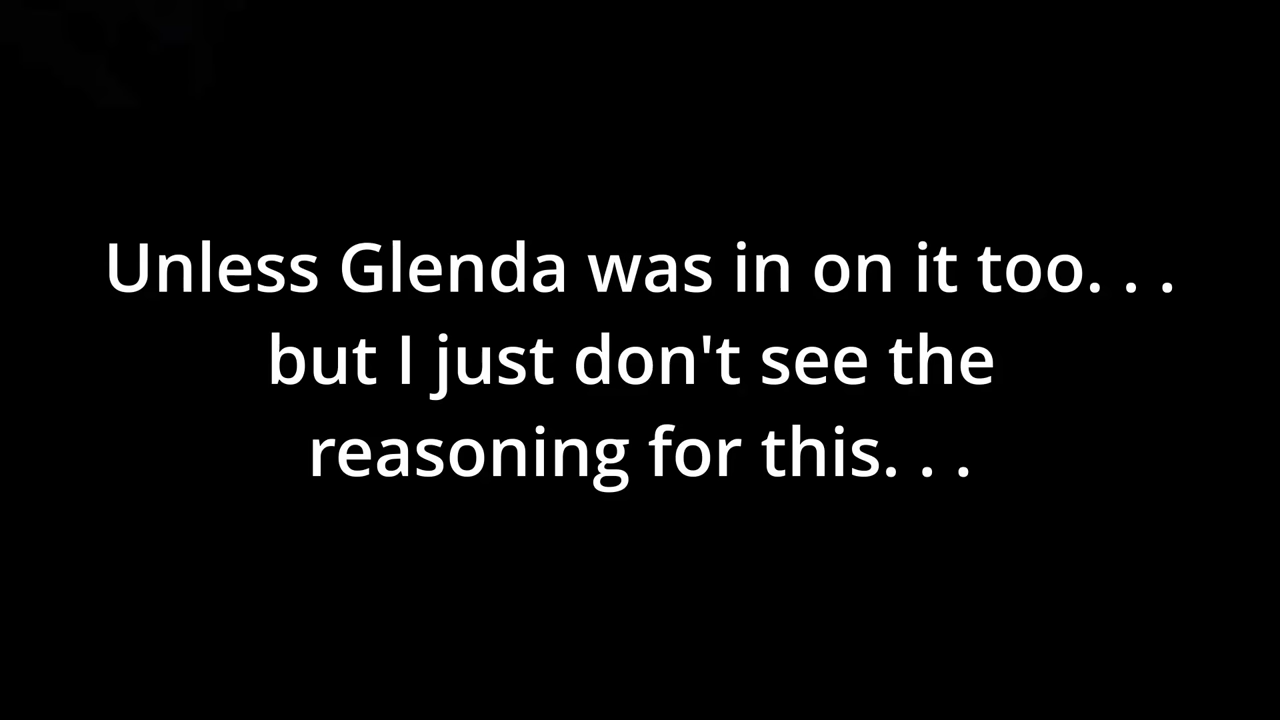 Unless Glenda was in on it too. . .
but I just don't see the
reasoning for this. . .